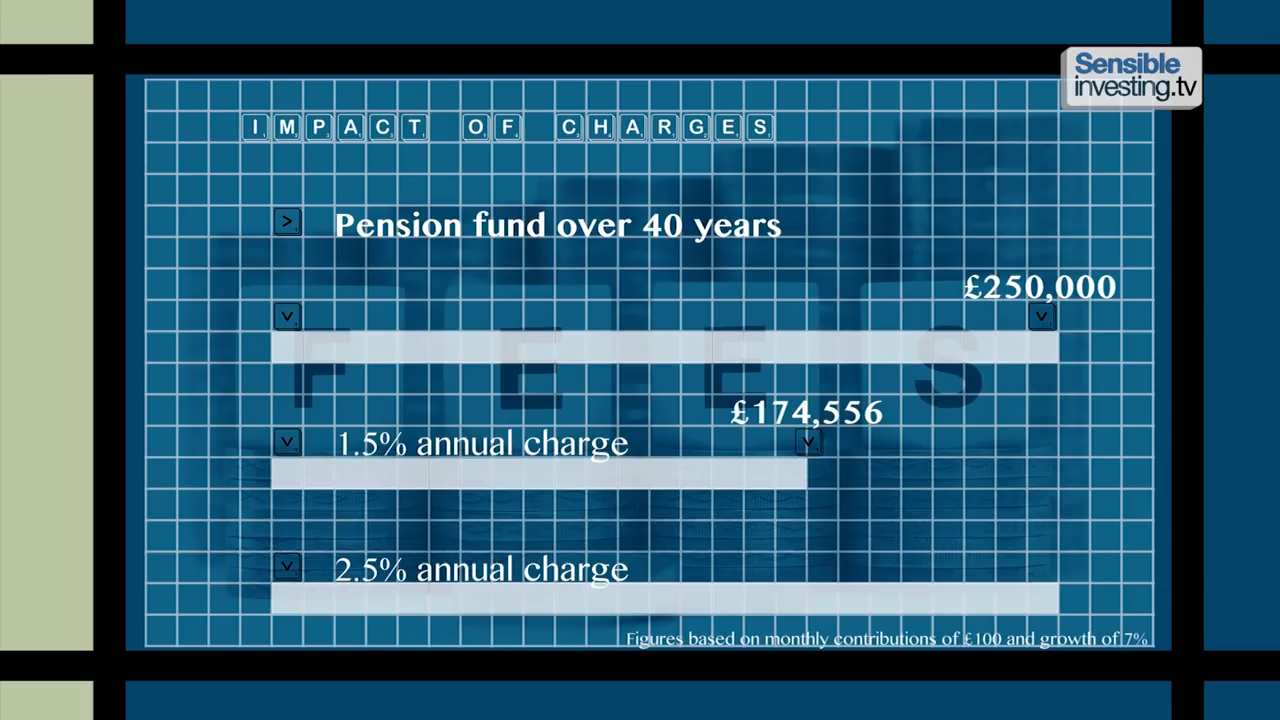 Sensible
investing.tv
IMPACT OF CHARGES
> Pension fund over 40 years
£250,000
FEES
£174,556
1.5% annual charge
2.5% annual charge
Figures based on monthly contributions of £100 and growth of 7%